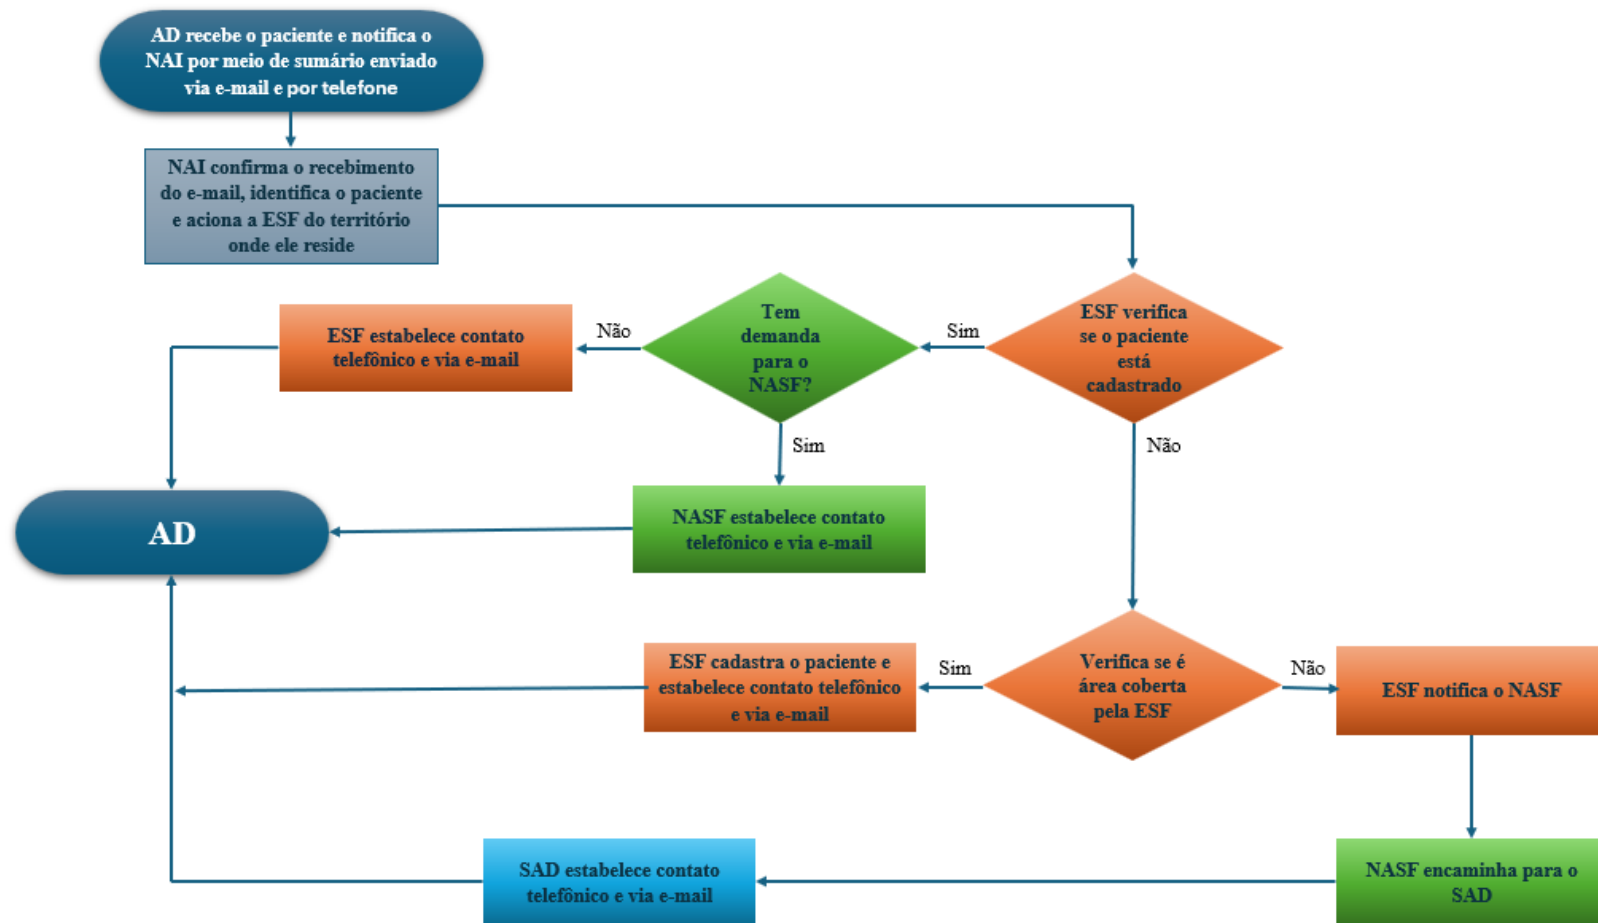 AD recebe o paciente e notifica o
NAI por meio de sumário enviado
via e-mail e por telefone
NAI confirma o recebimento
do e-mail, identifica o paciente
e aciona a ESF do território
onde ele reside
ESF verifica
se o paciente
está
cadastrado
Sim
Tem
demanda
para o
NASF?
Não
ESF estabelece contato
telefônico e via e-mail
Sim
Não
NASF estabelece contato
telefônico e via e-mail
AD
Verifica se é
área coberta
pela ESF
Sim
ESF cadastra o paciente e
estabelece contato telefônico
e via e-mail
Não
ESF notifica o NASF
NASF encaminha para o
SAD
SAD estabelece contato
telefônico e via e-mail